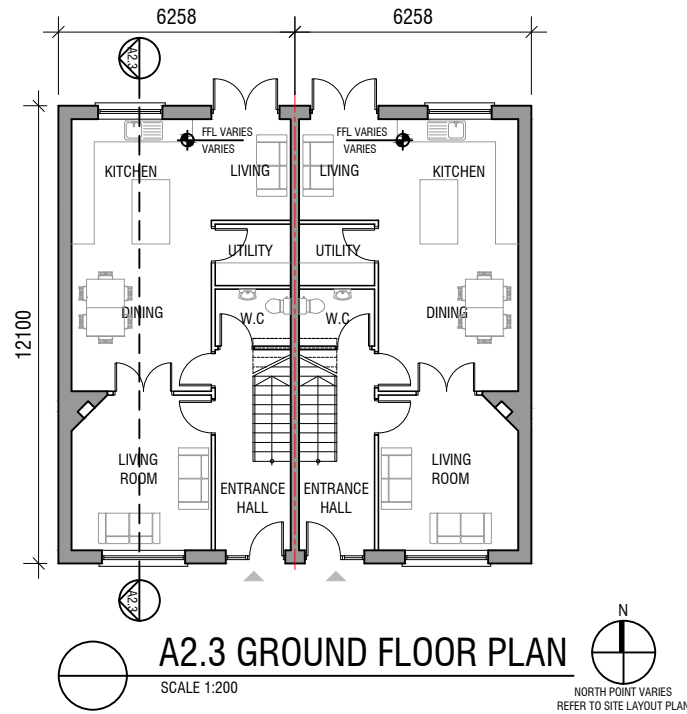 6258
6258
A2.3
FFL VARIES
VARIES
FFL VARIES
VARIES
KITCHEN
LIVING
LIVING
KITCHEN
UTILITY
UTILITY
12100
DINING
W.C
W.C
DINING
LIVING
ROOM
LIVING
ROOM
ENTRANCE
HALL
ENTRANCE
HALL
A2.3
A2.3 GROUND FLOOR PLAN
SCALE 1:200
N
NORTH POINT VARIES
REFER TO SITE LAYOUT PLAN